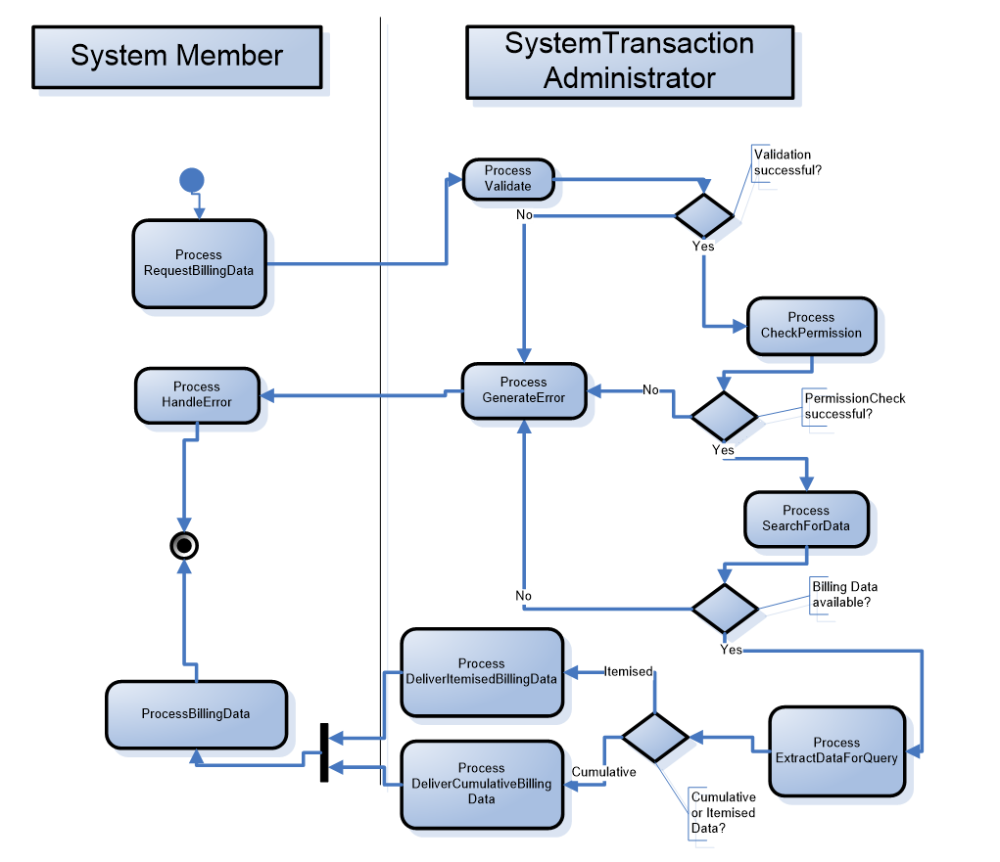 System Member
SystemTransaction
Administrator
Validation
successful?
Process
Validate
No
Yes
Process
RequestBillingData
Process
CheckPermission
Process
HandleError
Process
GenerateError
No
PermissionCheck
successful?
Yes
Process
SearchForData
No
Billing Data
available?
Yes
Process
DeliverItemisedBillingData
Itemised
ProcessBillingData
Process
ExtractDataForQuery
Process
DeliverCumulativeBilling
Data
Cumulative
Cumulative
or Itemised
Data?